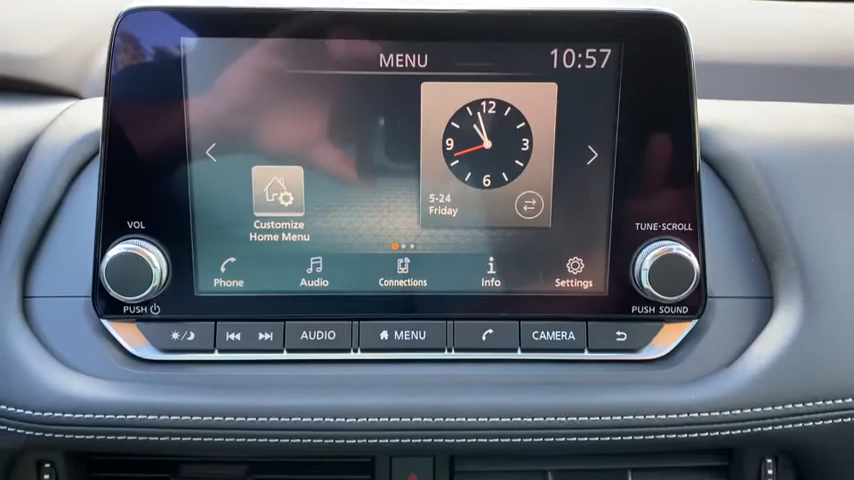 MENU
10:57
12
9
3
6
5-24
Friday
Customize
Home Menu
VOL
TUNE·SCROLL
Phone
Audio
Connections
Info
Settings
PUSH
PUSH SOUND
AUDIO
MENU
CAMERA